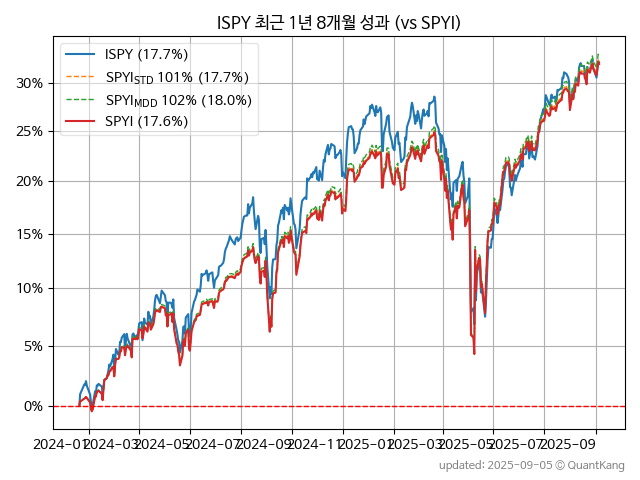 ISPY 최근 1년 8개월 성과 (vs SPYI)
ISPY (17.7%)
SPYI_STD 101% (17.7%)
SPYI_MDD 102% (18.0%)
SPYI (17.6%)
30%
25%
20%
15%
10%
5%
0%
2024-01 2024-03 2024-05 2024-07 2024-09 2024-11 2025-01 2025-03 2025-05 2025-07 2025-09
updated: 2025-09-05 © QuantKang